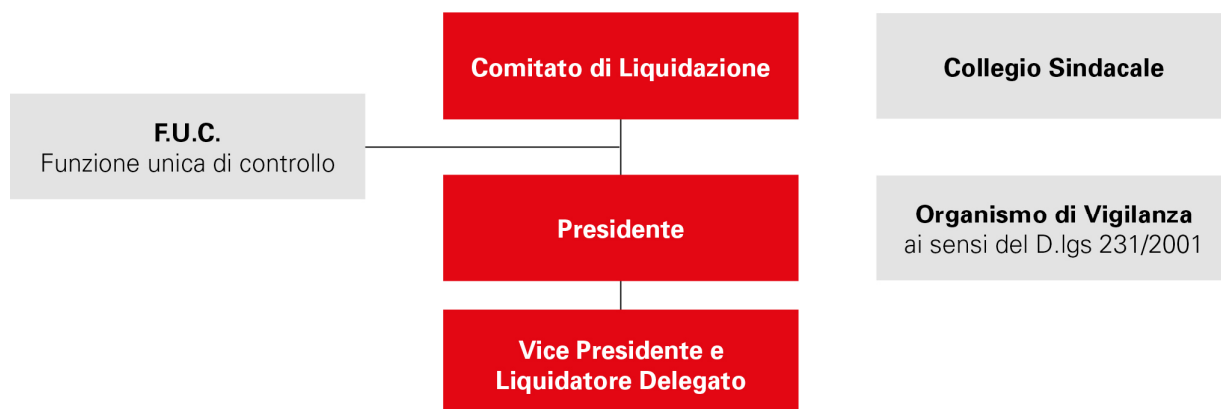 Comitato di Liquidazione
Collegio Sindacale
F.U.C.
Funzione unica di controllo
Presidente
Organismo di Vigilanza
ai sensi del D.lgs 231/2001
Vice Presidente e
Liquidatore Delegato